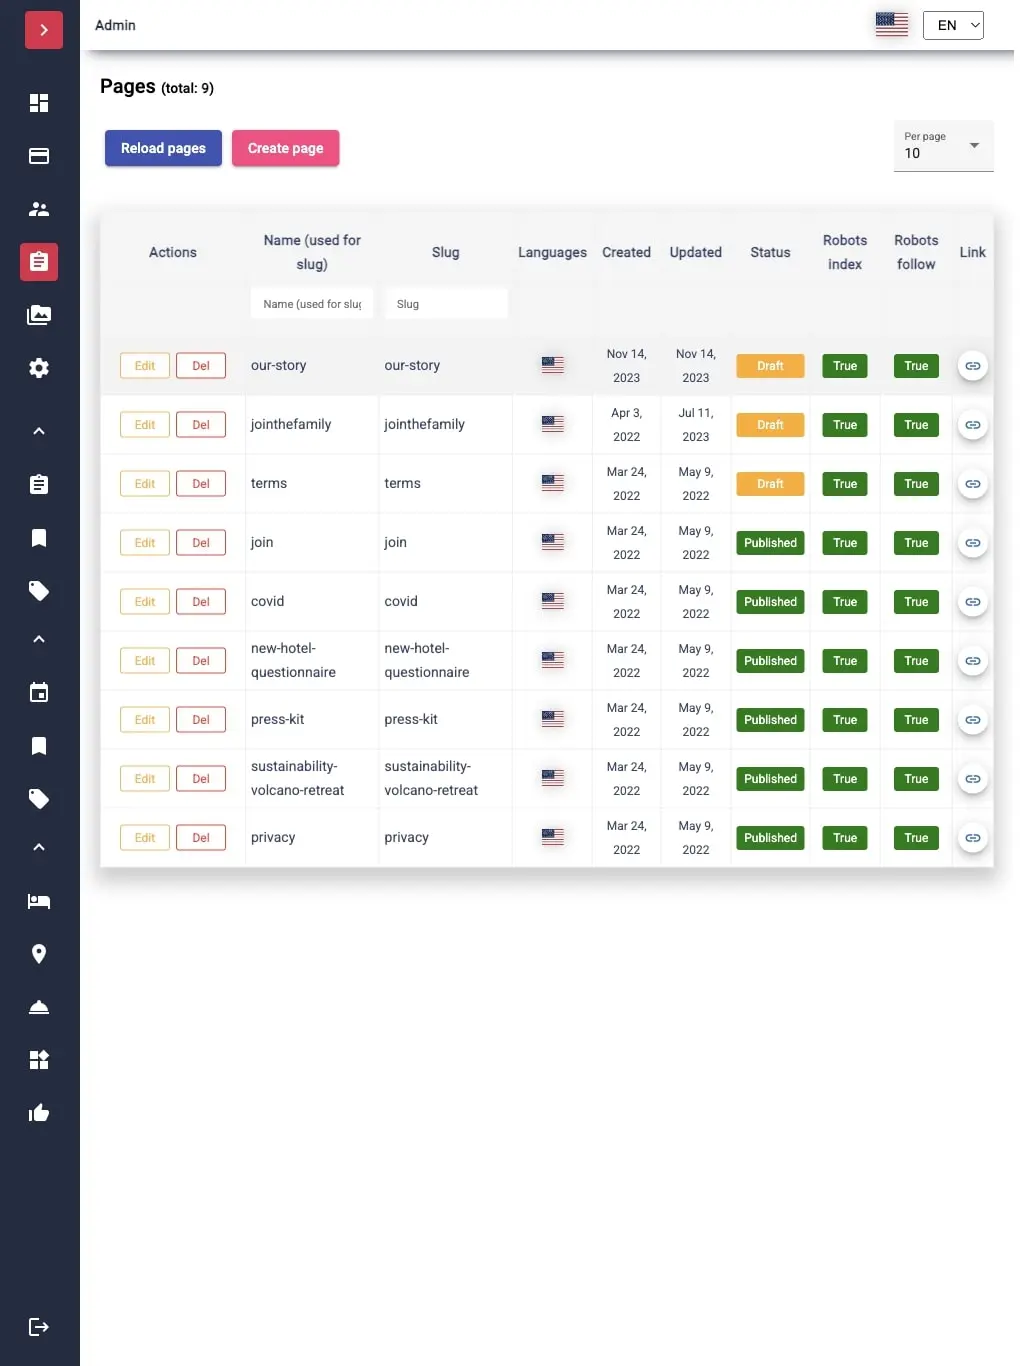 Admin
EN
Pages (total: 9)
Reload pages
Create page
Per page
10
Actions
Name (used for
slug)
Slug
Languages
Created
Updated
Status
Robots
index
Robots
follow
Link
Name (used for slug
Slug
Edit Del our-story our-story Nov 14, Nov 14, Draft True True
2023 2023
Edit Del jointhefamily jointhefamily Apr 3, Jul 11, Draft True True
2022 2023
Edit Del terms terms Mar 24, May 9, Draft True True
2022 2022
Edit Del join join Mar 24, May 9, Published True True
2022 2022
Edit Del covid covid Mar 24, May 9, Published True True
2022 2022
Edit Del new-hotel- new-hotel- Mar 24, May 9, Published True True
questionnaire questionnaire 2022 2022
Edit Del press-kit press-kit Mar 24, May 9, Published True True
2022 2022
Edit Del sustainability- sustainability- Mar 24, May 9, Published True True
volcano-retreat volcano-retreat 2022 2022
Edit Del privacy privacy Mar 24, May 9, Published True True
2022 2022